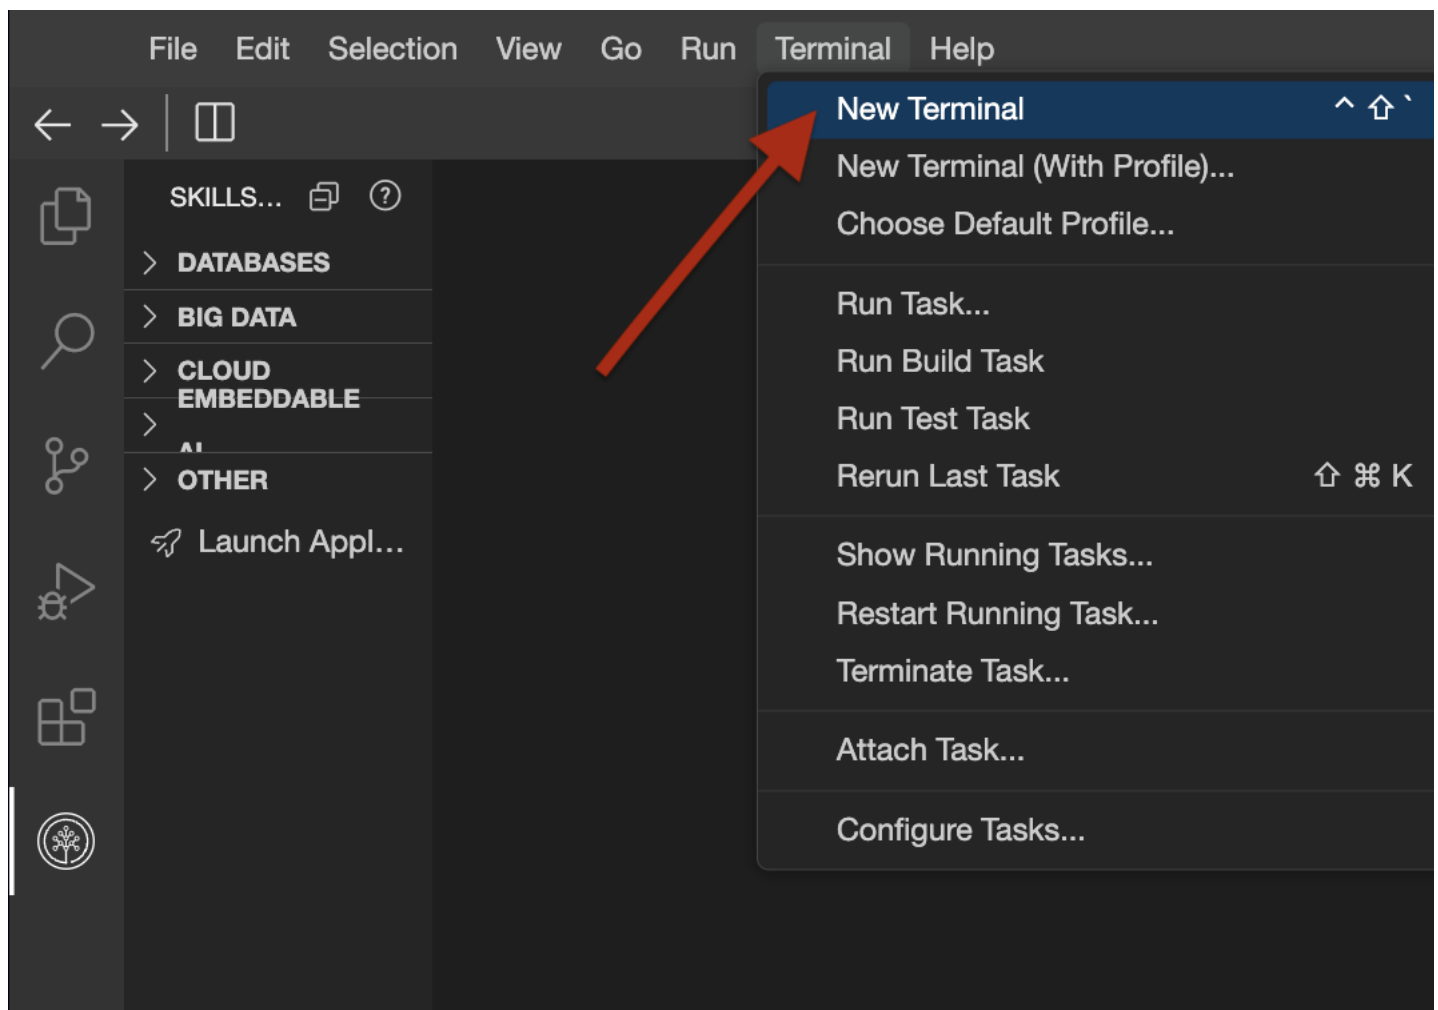 File Edit Selection View Go Run Terminal Help
SKILLS...
DATABASES
BIG DATA
CLOUD
EMBEDDABLE
AI
OTHER
Launch Appl...
New Terminal ^ ⇧ `
New Terminal (With Profile)...
Choose Default Profile...
Run Task...
Run Build Task
Run Test Task
Rerun Last Task ⇧ ⌘ K
Show Running Tasks...
Restart Running Task...
Terminate Task...
Attach Task...
Configure Tasks...